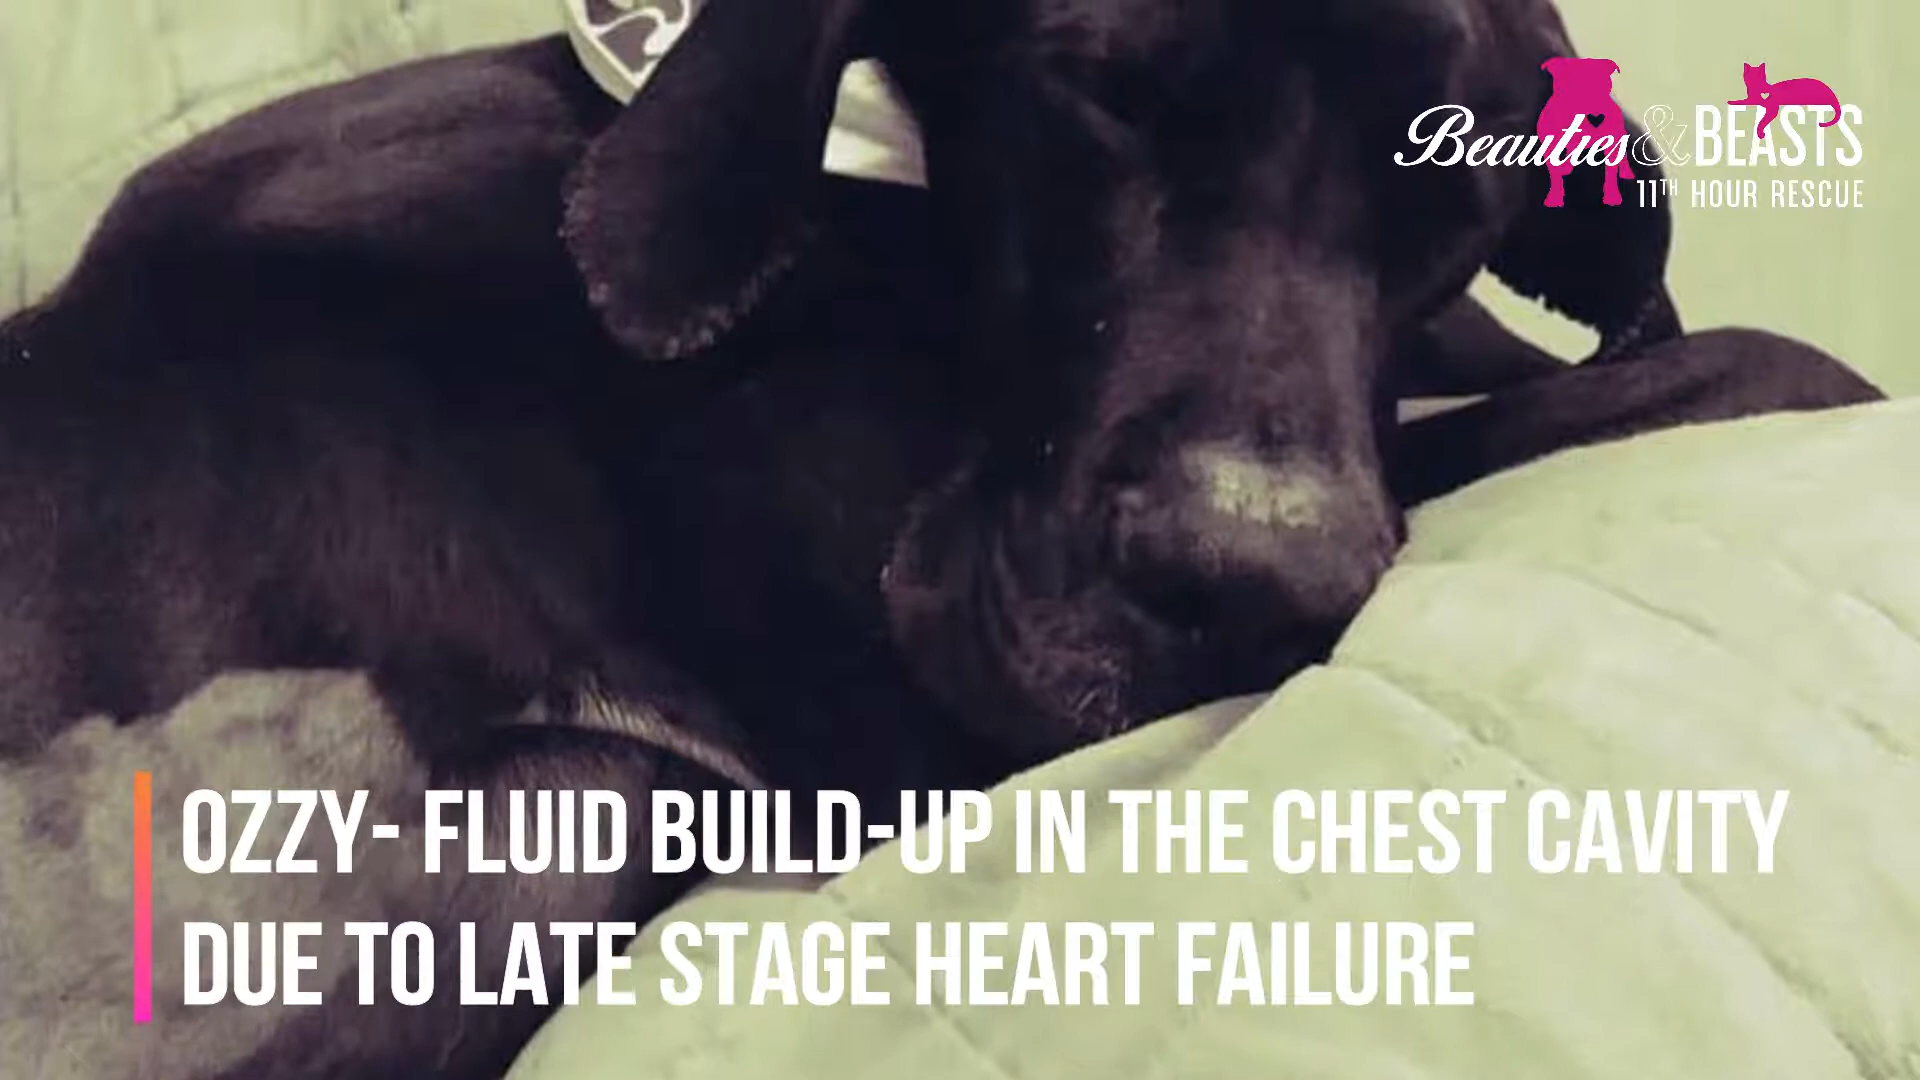 Beauties & BEASTS
11TH HOUR RESCUE
OZZY- FLUID BUILD-UP IN THE CHEST CAVITY
DUE TO LATE STAGE HEART FAILURE